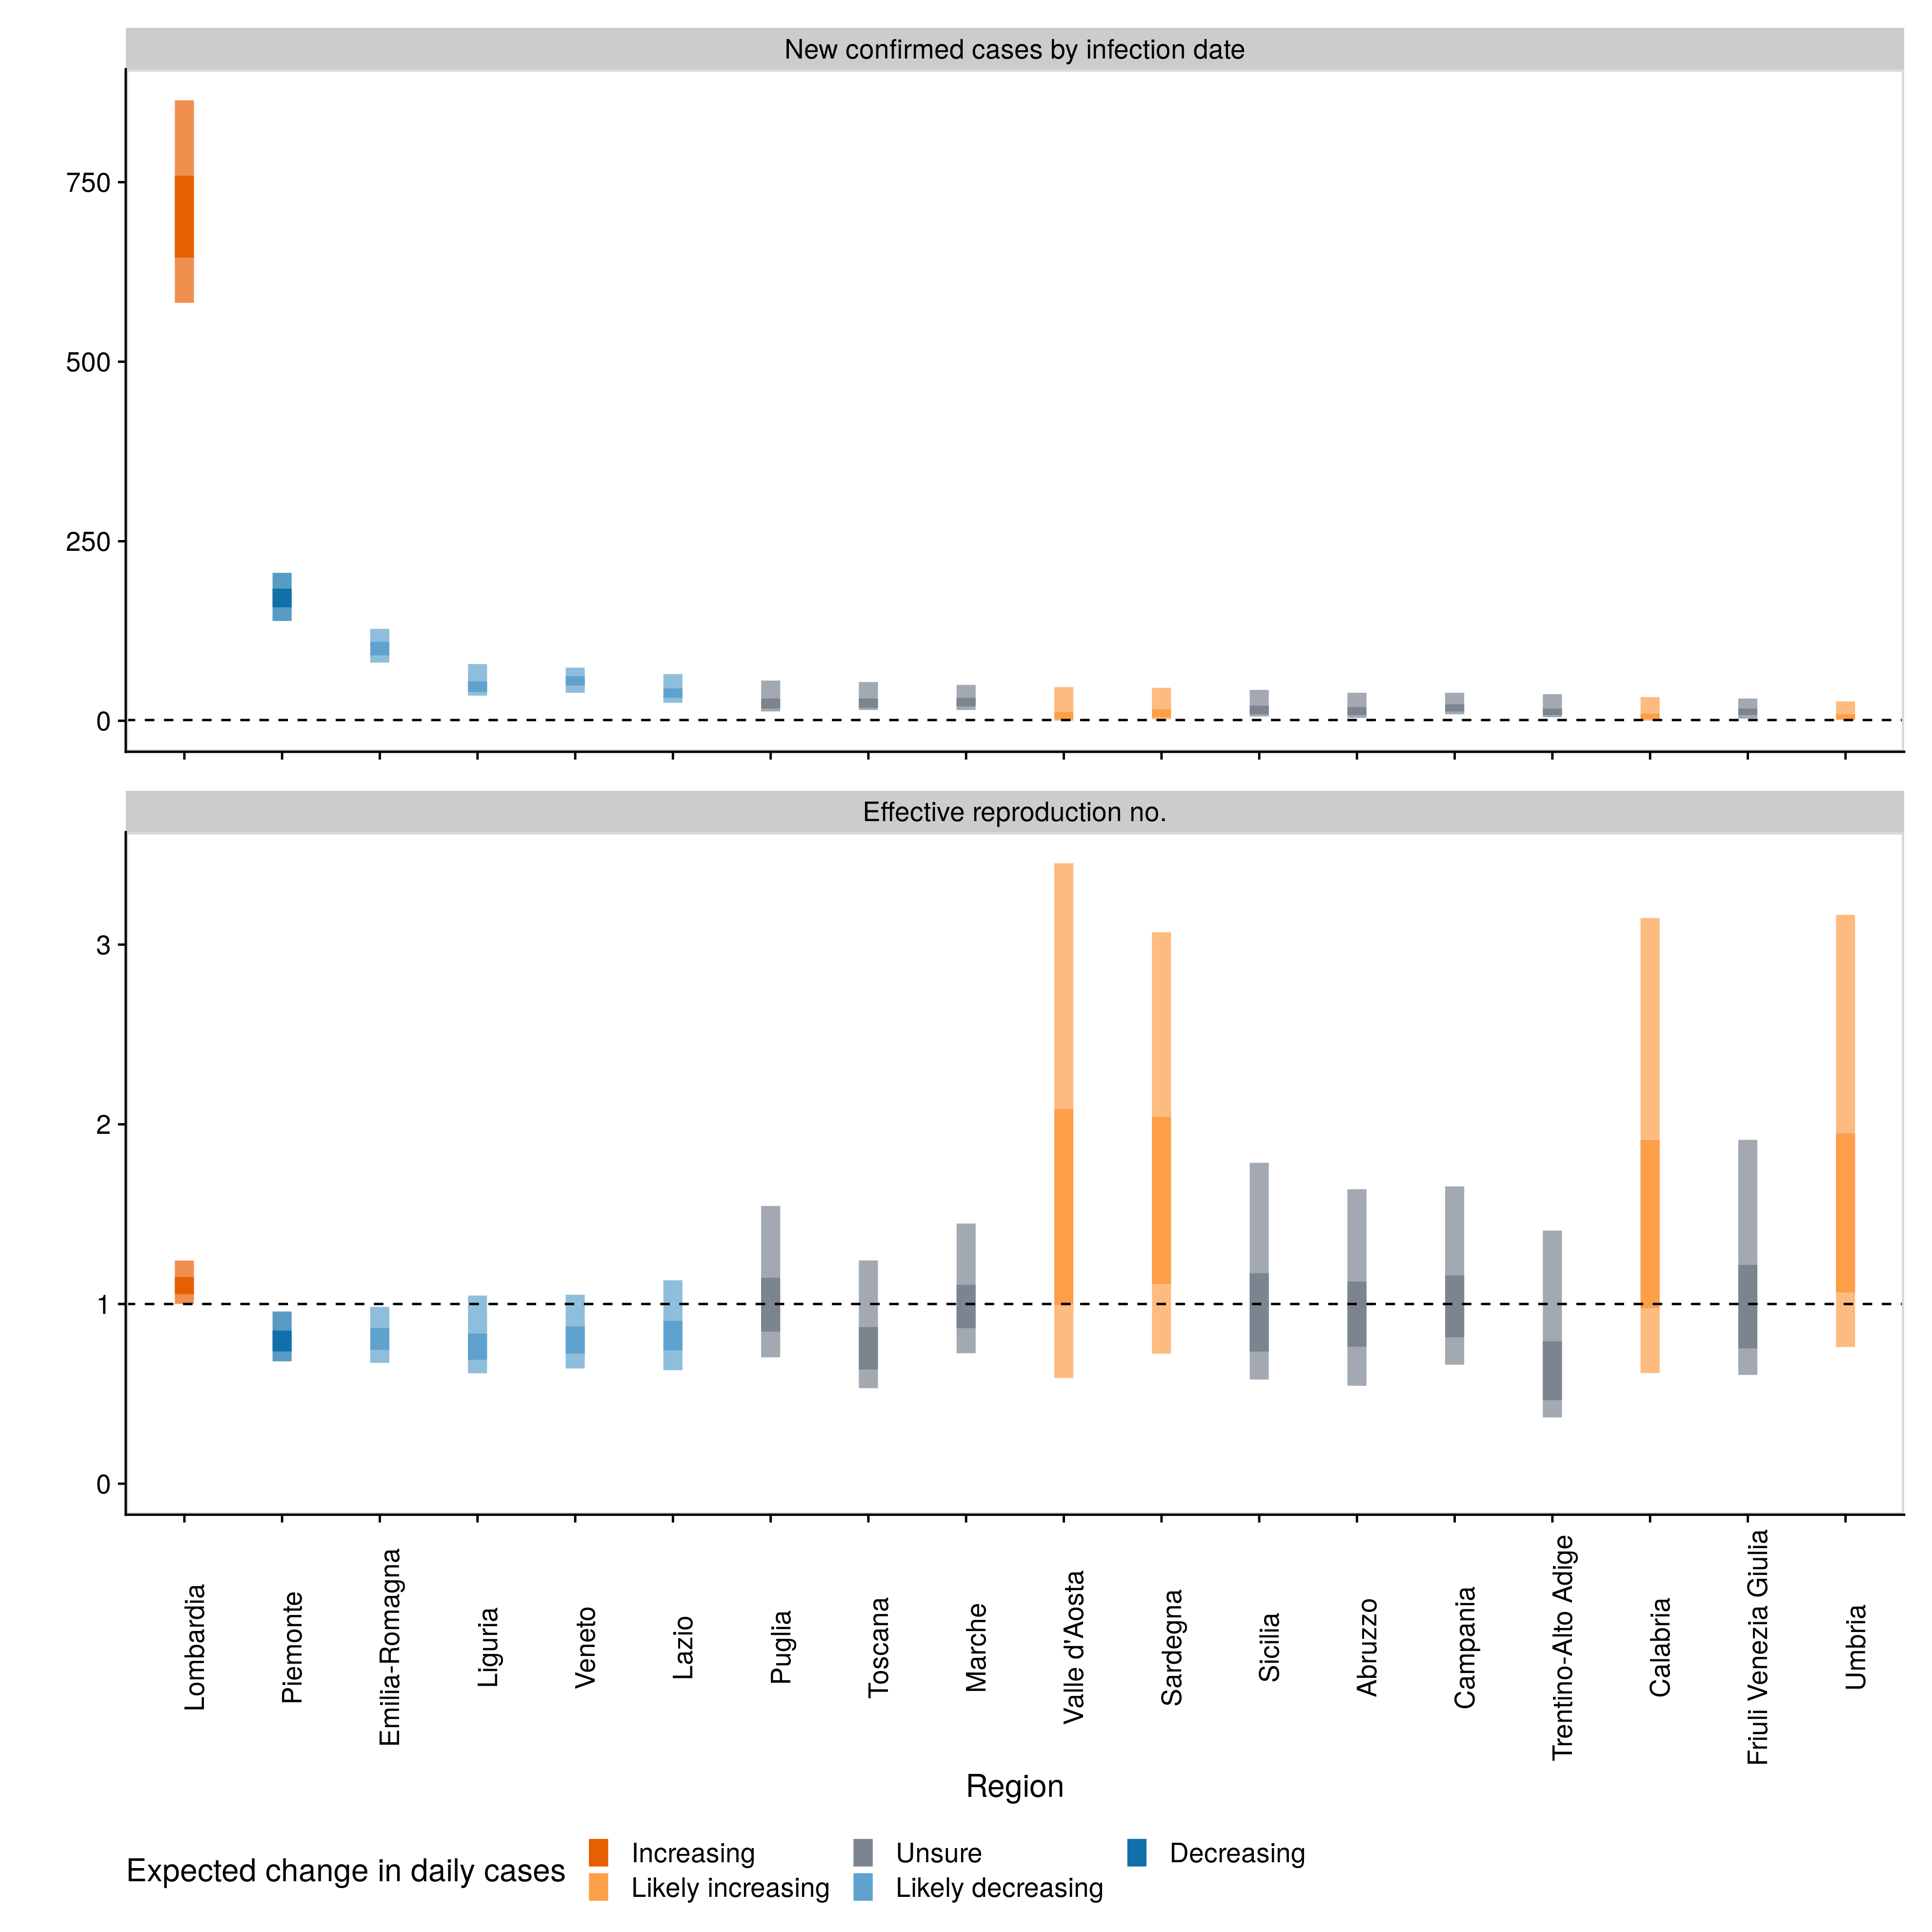 New confirmed cases by infection date
750
500
250
0
Effective reproduction no.
3
2
1
0
Lombardia
Piemonte
Emilia-Romagna
Liguria
Veneto
Lazio
Puglia
Toscana
Marche
Valle d'Aosta
Sardegna
Sicilia
Abruzzo
Campania
Trentino-Alto Adige
Calabria
Friuli Venezia Giulia
Umbria
Region
Expected change in daily cases
Increasing
Unsure
Decreasing
Likely increasing
Likely decreasing